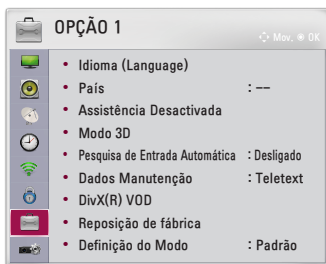 OPÇÃO 1
Mov. OK
• Idioma (Language)
• País : --
• Assistência Desactivada
• Modo 3D
• Pesquisa de Entrada Automática : Desligado
• Dados Manutenção : Teletext
• DivX(R) VOD
• Reposição de fábrica
• Definição do Modo : Padrão